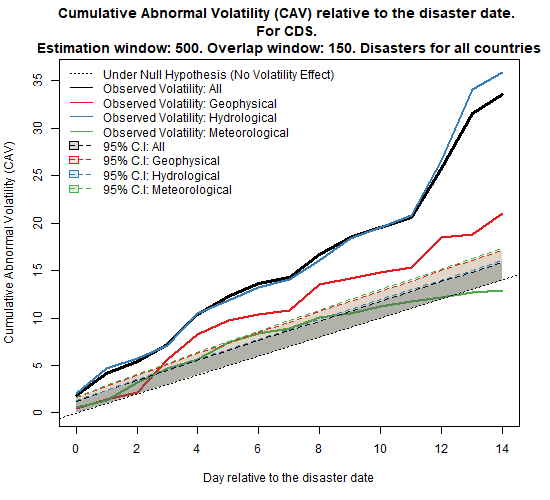 Cumulative Abnormal Volatility (CAV) relative to the disaster date.
For CDS.
Estimation window: 500. Overlap window: 150. Disasters for all countries
Under Null Hypothesis (No Volatility Effect)
Observed Volatility: All
Observed Volatility: Geophysical
Observed Volatility: Hydrological
Observed Volatility: Meteorological
95% C.I: All
95% C.I: Geophysical
95% C.I: Hydrological
95% C.I: Meteorological
Cumulative Abnormal Volatility (CAV)
35
30
25
20
15
10
5
0
0 2 4 6 8 10 12 14
Day relative to the disaster date